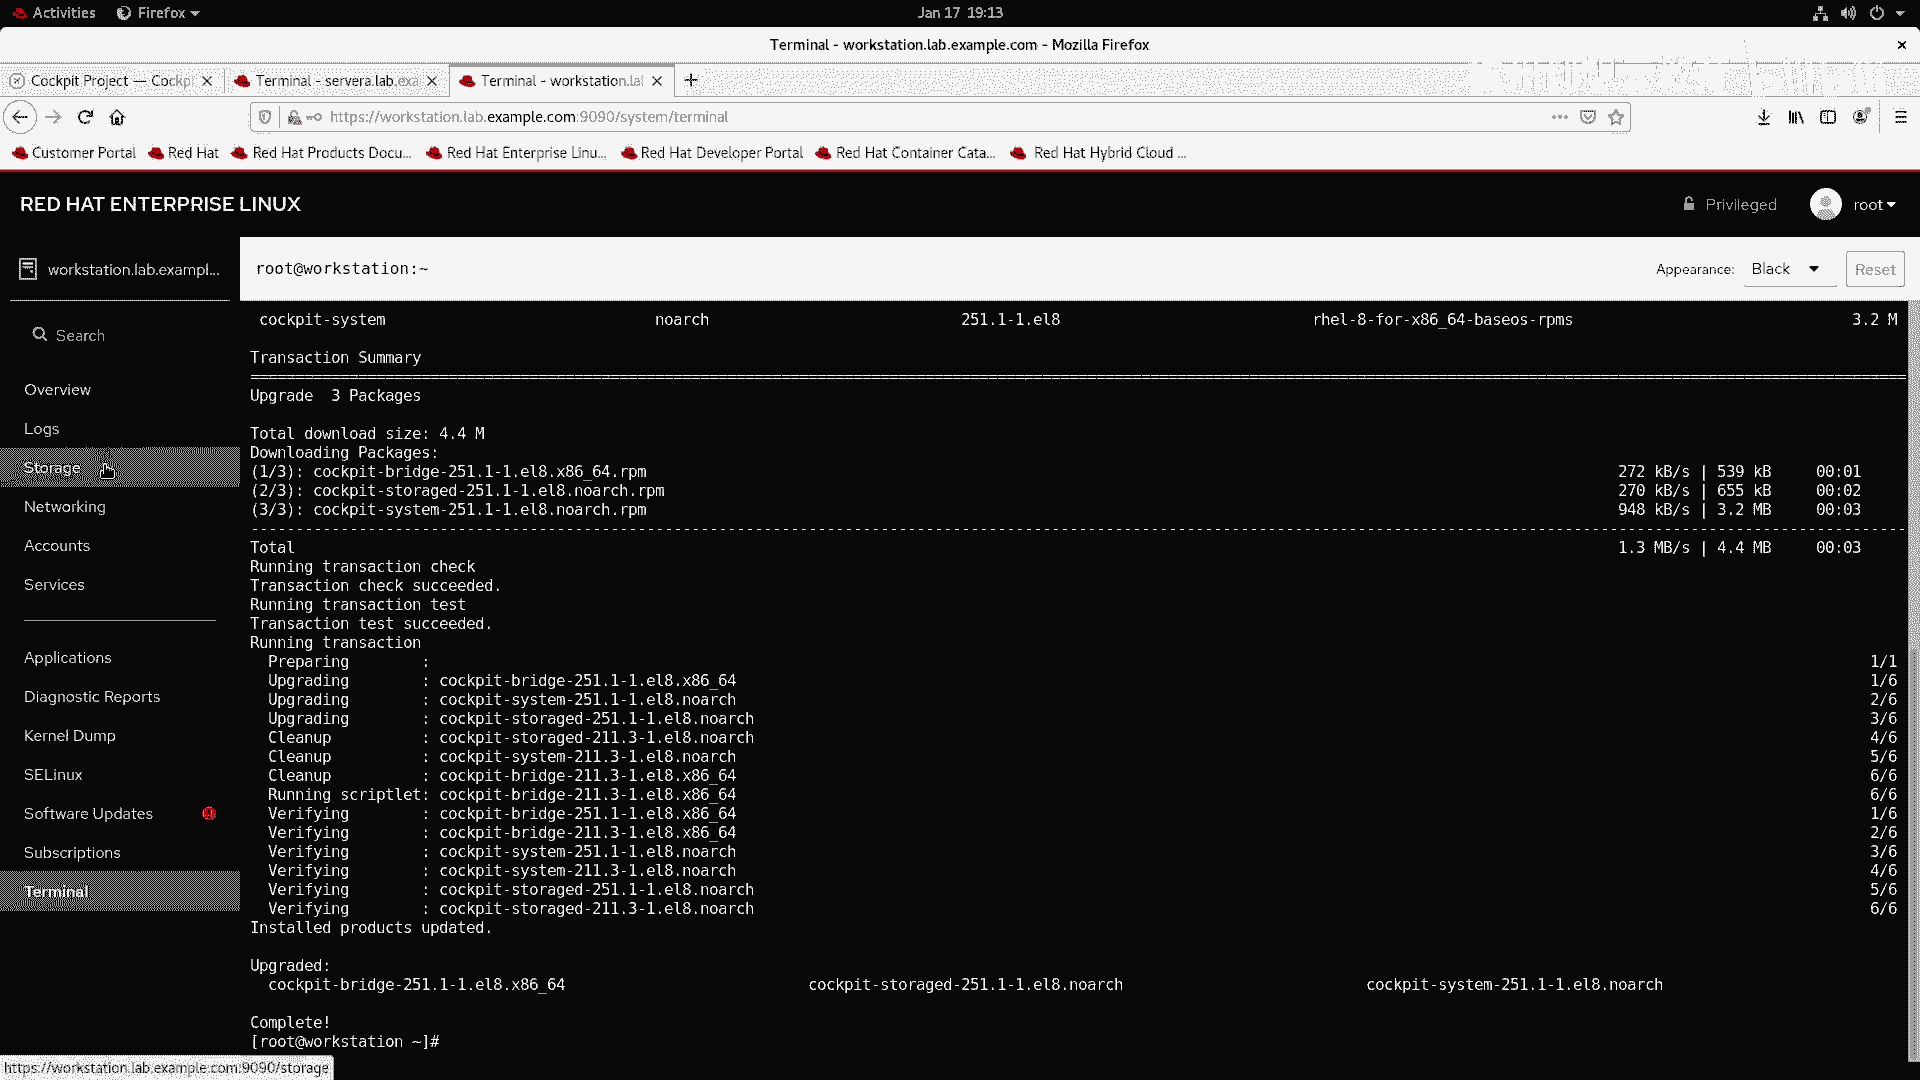 Activities Firefox Jan 17 19:13
Terminal - workstation.lab.example.com - Mozilla Firefox
Cockpit Project — Cockp Terminal - servera.lab.exa Terminal - workstation.la
https://workstation.lab.example.com:9090/system/terminal
Customer Portal Red Hat Red Hat Products Docu... Red Hat Enterprise Linu... Red Hat Developer Portal Red Hat Container Cata... Red Hat Hybrid Cloud ...
RED HAT ENTERPRISE LINUX Privileged root
workstation.lab.exampl...
Search
Overview
Logs
Storage
Networking
Accounts
Services
Applications
Diagnostic Reports
Kernel Dump
SELinux
Software Updates
Subscriptions
Terminal
root@workstation:~ Appearance: Black Reset
cockpit-system noarch 251.1-1.el8 rhel-8-for-x86_64-baseos-rpms 3.2 M
Transaction Summary
Upgrade 3 Packages
Total download size: 4.4 M
Downloading Packages:
(1/3): cockpit-bridge-251.1-1.el8.x86_64.rpm 272 kB/s | 539 kB 00:01
(2/3): cockpit-storaged-251.1-1.el8.noarch.rpm 270 kB/s | 655 kB 00:02
(3/3): cockpit-system-251.1-1.el8.noarch.rpm 948 kB/s | 3.2 MB 00:03
Total 1.3 MB/s | 4.4 MB 00:03
Running transaction check
Transaction check succeeded.
Running transaction test
Transaction test succeeded.
Running transaction
Preparing : 1/1
Upgrading : cockpit-bridge-251.1-1.el8.x86_64 1/6
Upgrading : cockpit-system-251.1-1.el8.noarch 2/6
Upgrading : cockpit-storaged-251.1-1.el8.noarch 3/6
Cleanup : cockpit-storaged-211.3-1.el8.noarch 4/6
Cleanup : cockpit-system-211.3-1.el8.noarch 5/6
Cleanup : cockpit-bridge-211.3-1.el8.x86_64 6/6
Running scriptlet: cockpit-bridge-211.3-1.el8.x86_64 6/6
Verifying : cockpit-bridge-251.1-1.el8.x86_64 1/6
Verifying : cockpit-bridge-211.3-1.el8.x86_64 2/6
Verifying : cockpit-system-251.1-1.el8.noarch 3/6
Verifying : cockpit-system-211.3-1.el8.noarch 4/6
Verifying : cockpit-storaged-251.1-1.el8.noarch 5/6
Verifying : cockpit-storaged-211.3-1.el8.noarch 6/6
Installed products updated.
Upgraded:
cockpit-bridge-251.1-1.el8.x86_64 cockpit-storaged-251.1-1.el8.noarch cockpit-system-251.1-1.el8.noarch
Complete!
[root@workstation ~]#
https://workstation.lab.example.com:9090/storage